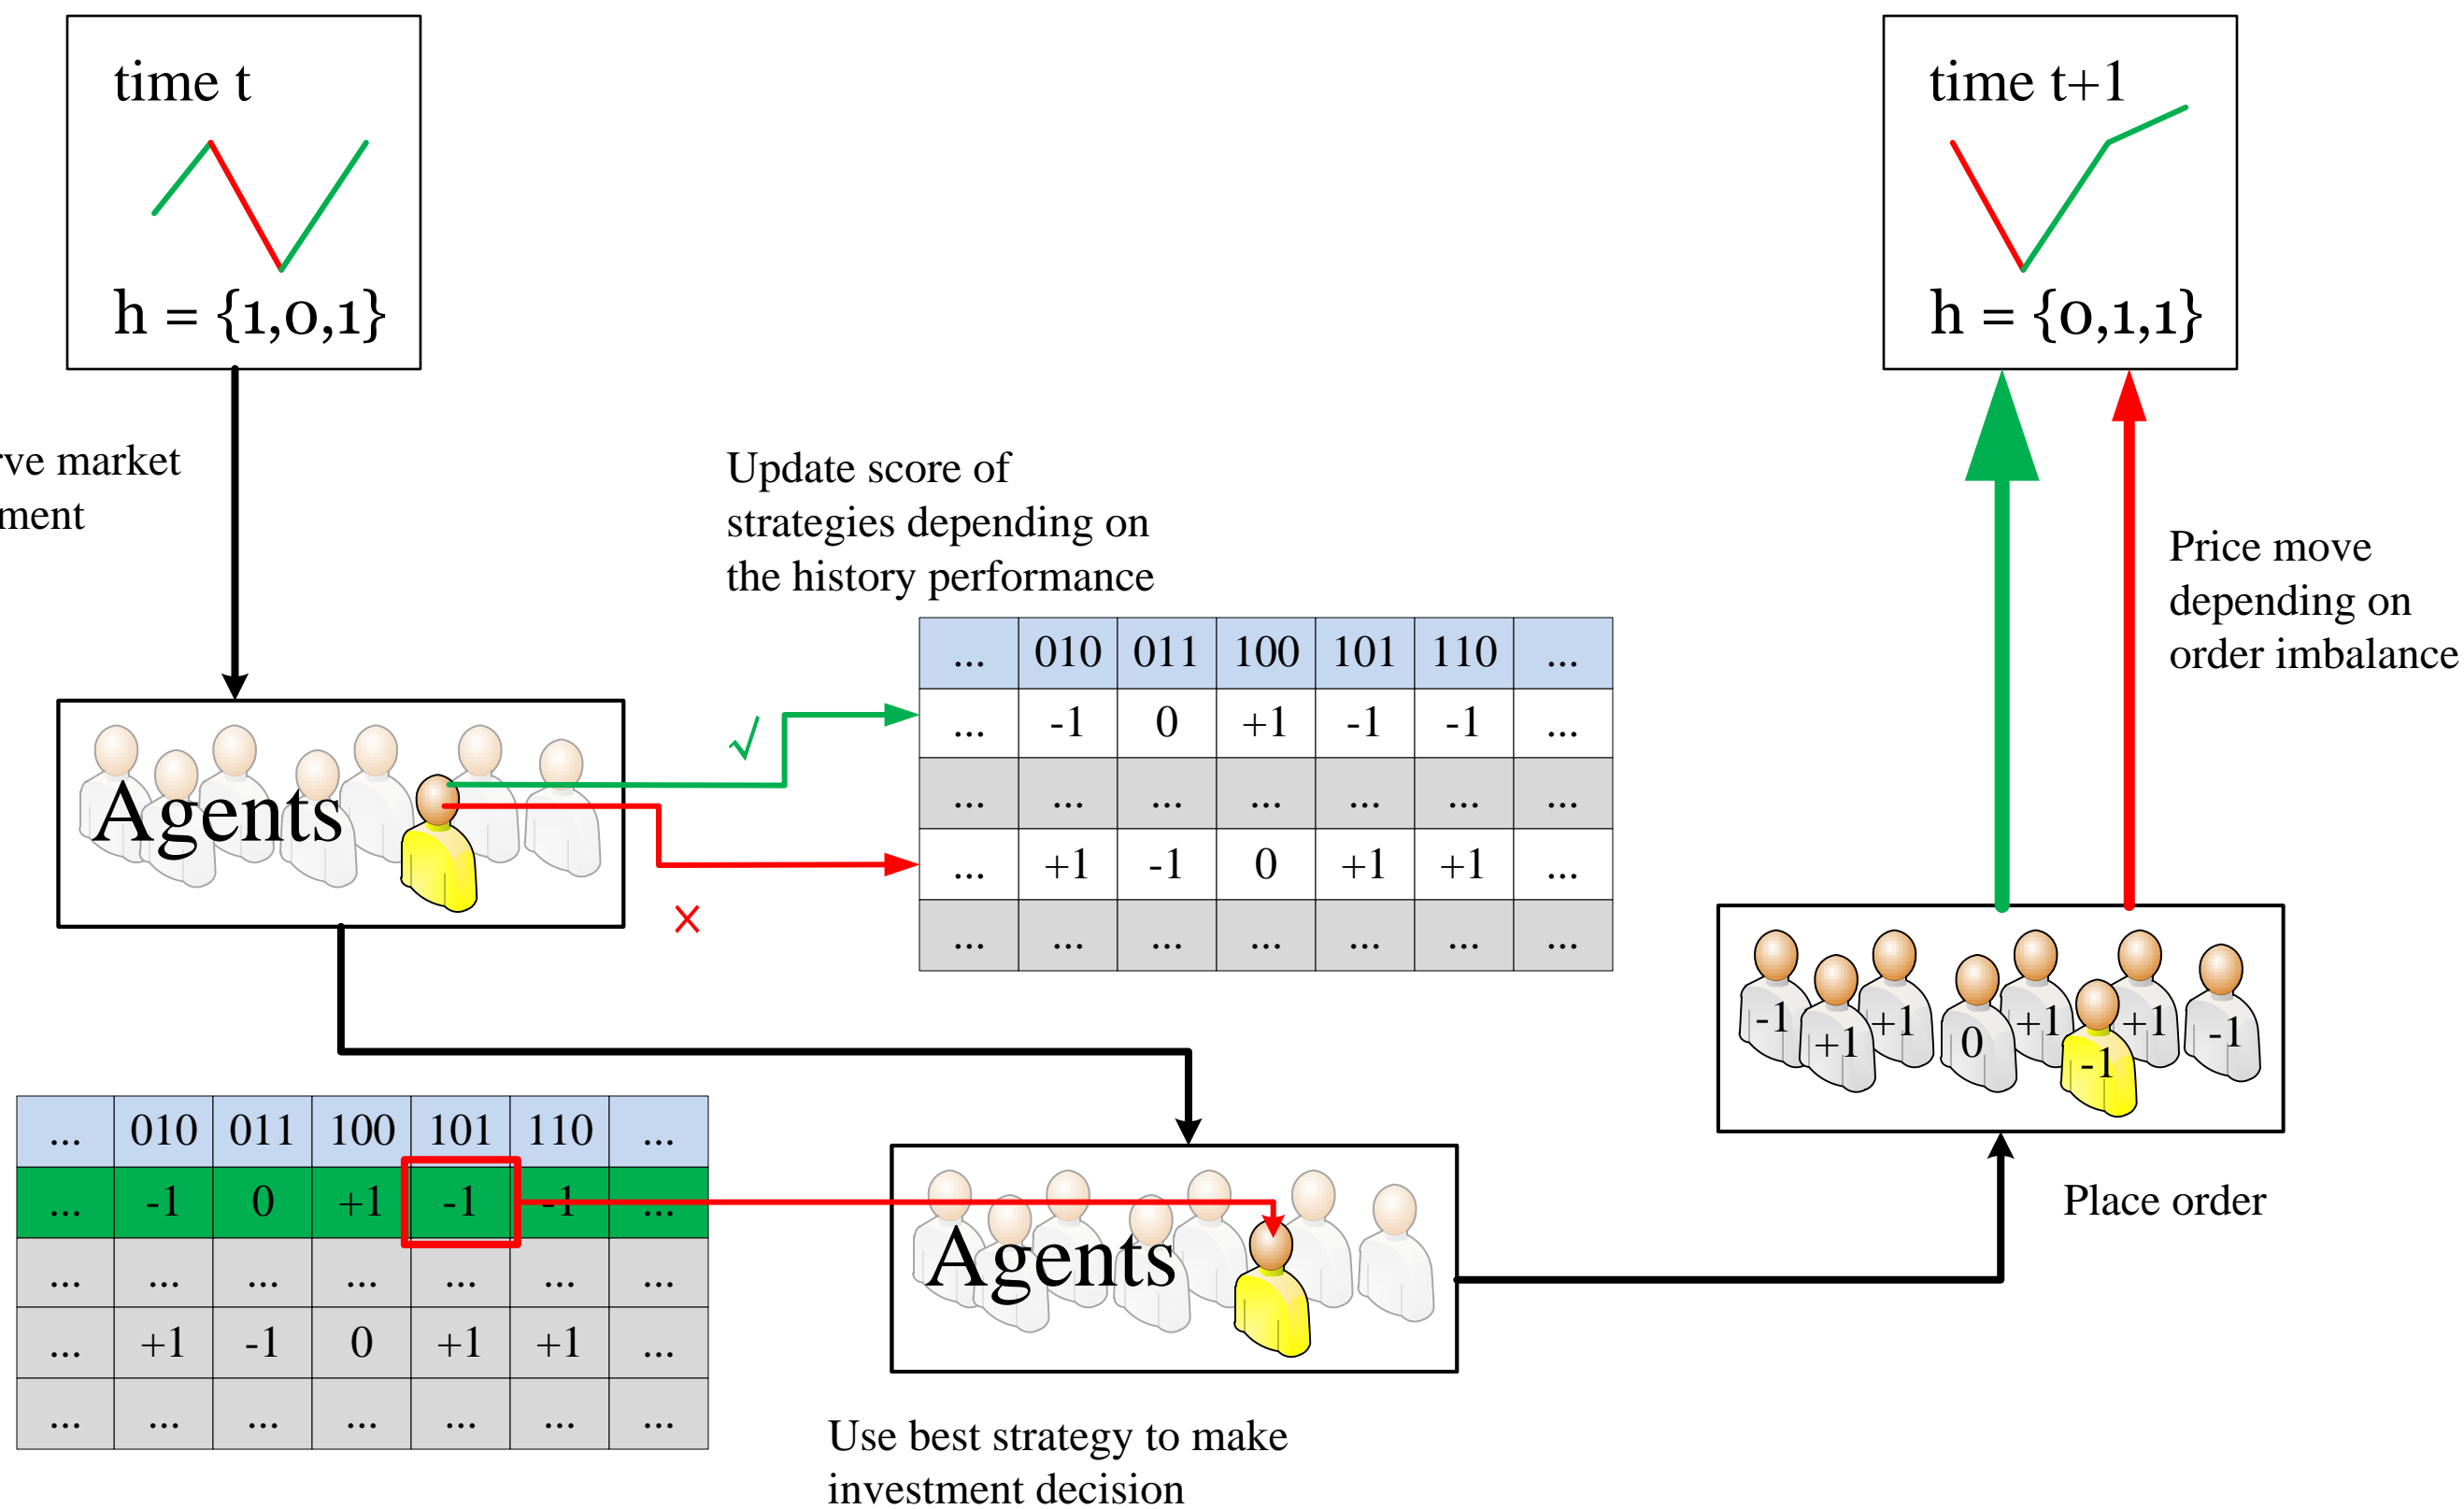 time t
h = {1,0,1}
time t+1
h = {0,1,1}
market
Update score of
strategies depending on
the history performance
Price move
depending on
order imbalance
... 010 011 100 101 110 ...
... -1 0 +1 -1 -1 ...
... ... ... ... ... ... ...
... +1 -1 0 +1 +1 ...
... ... ... ... ... ... ...
Agents
-1 +1 +1 0 +1 -1 +1 -1
... 010 011 100 101 110 ...
... -1 0 +1 -1 -1 ...
... ... ... ... ... ... ...
... +1 -1 0 +1 +1 ...
... ... ... ... ... ... ...
Agents
Place order
Use best strategy to make
investment decision